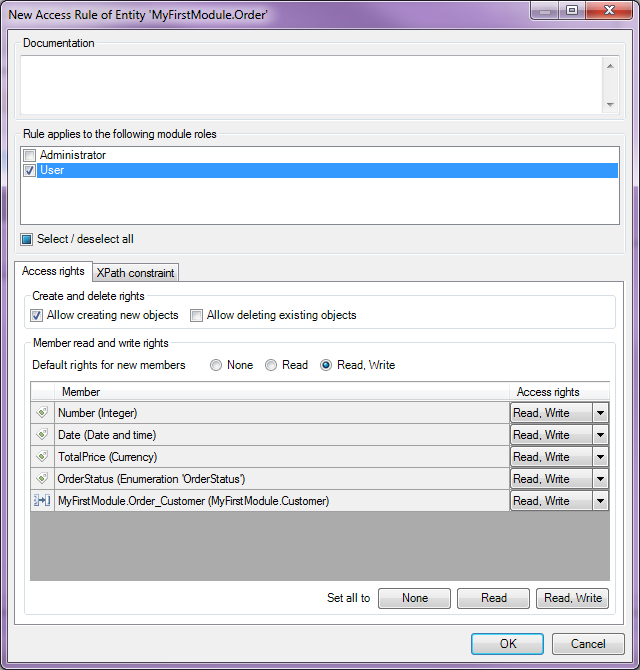 New Access Rule of Entity 'MyFirstModule.Order'
Documentation
Rule applies to the following module roles
Administrator
User
Select / deselect all
Access rights XPath constraint
Create and delete rights
Allow creating new objects Allow deleting existing objects
Member read and write rights
Default rights for new members None Read Read, Write
Member Access rights
Number (Integer) Read, Write
Date (Date and time) Read, Write
TotalPrice (Currency) Read, Write
OrderStatus (Enumeration 'OrderStatus') Read, Write
MyFirstModule.Order_Customer (MyFirstModule.Customer) Read, Write
Set all to None Read Read, Write
OK Cancel